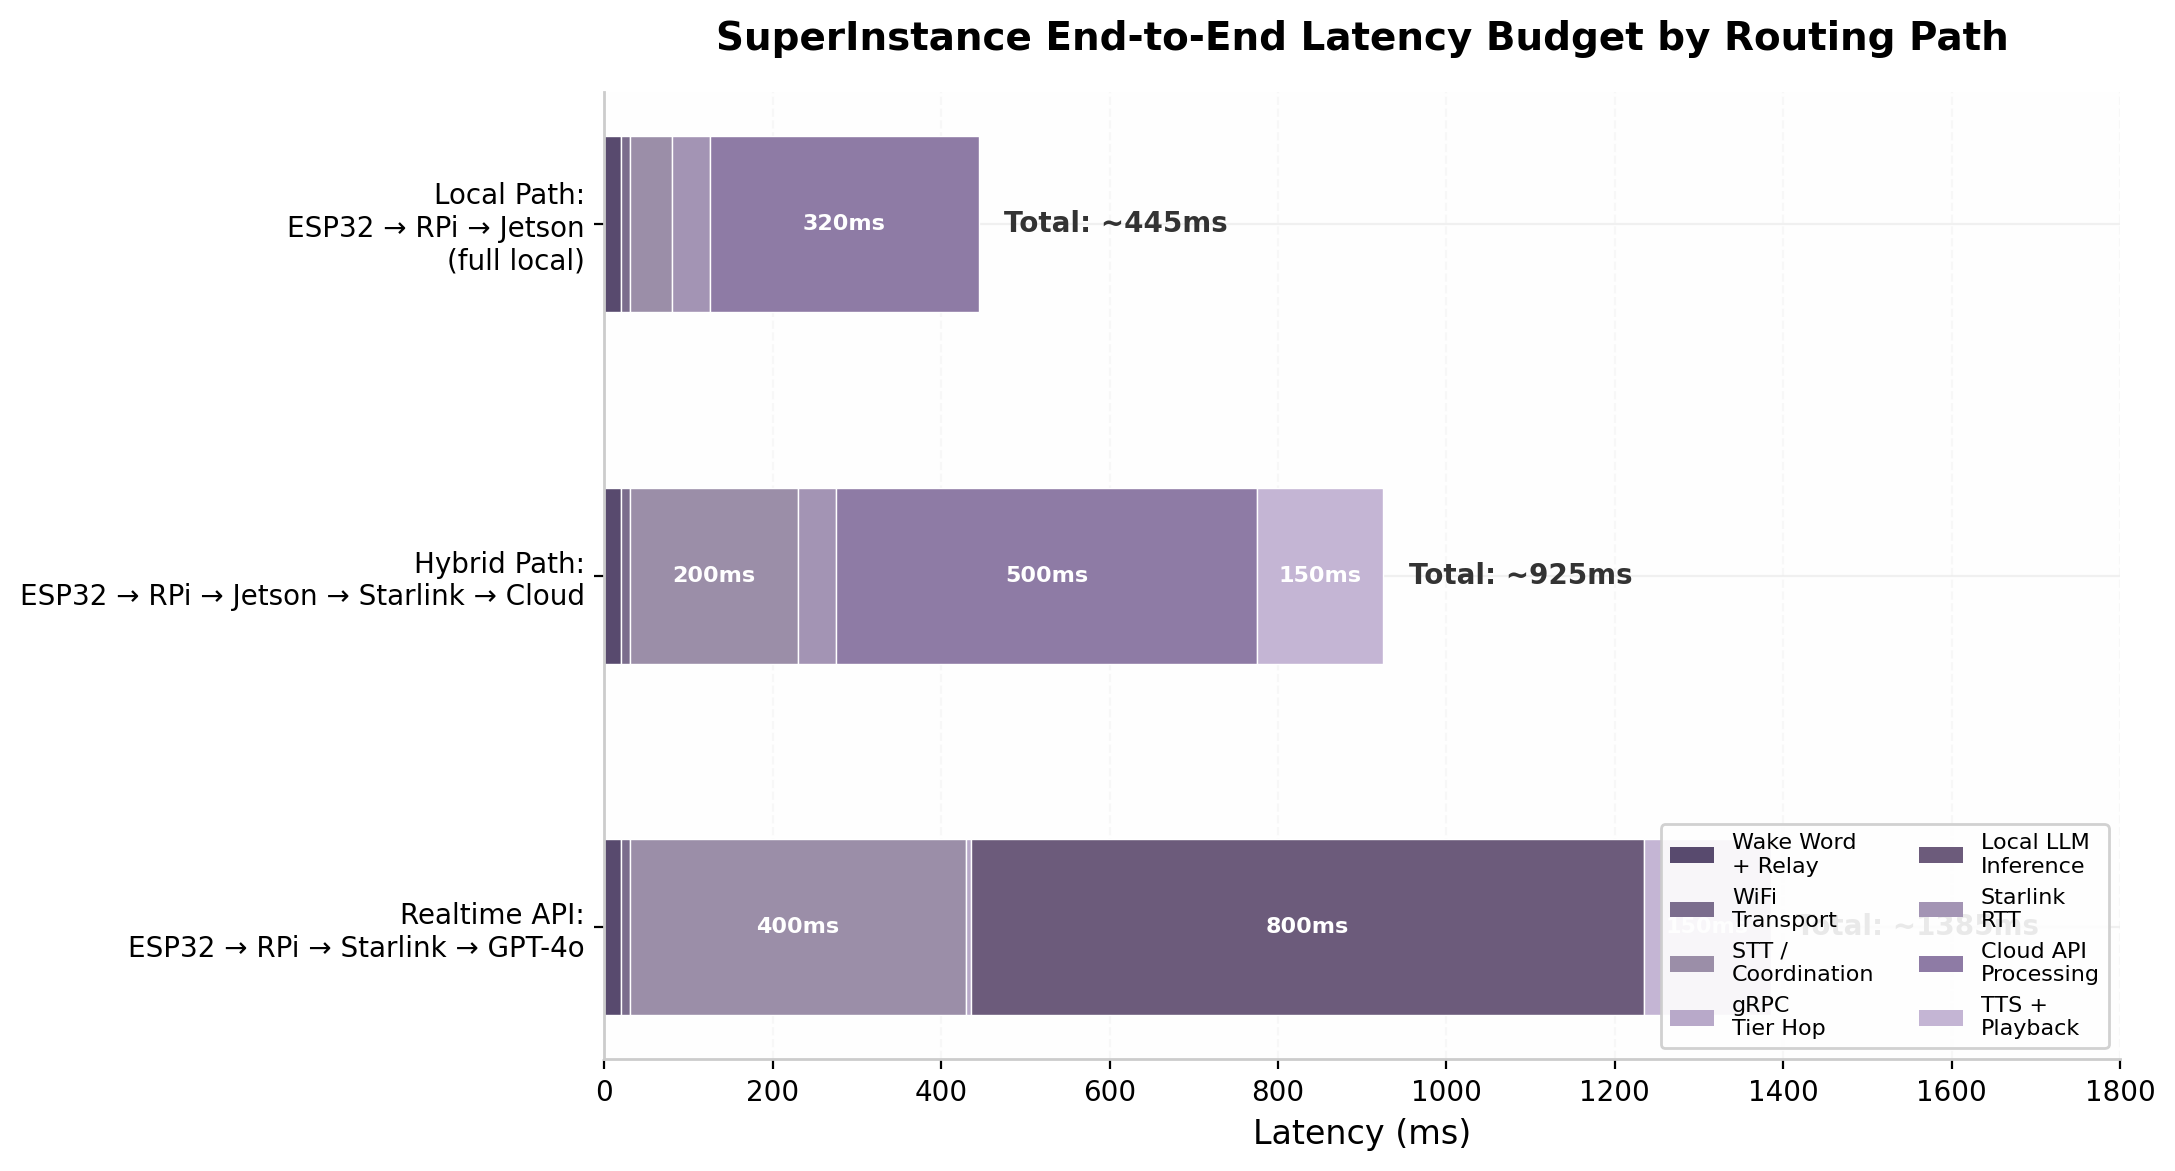 SuperInstance End-to-End Latency Budget by Routing Path
Local Path:
ESP32 → RPi → Jetson
(full local)
320ms
Total: ~445ms
Hybrid Path:
ESP32 → RPi → Jetson → Starlink → Cloud
200ms
500ms
150ms
Total: ~925ms
Realtime API:
ESP32 → RPi → Starlink → GPT-4o
400ms
800ms
150ms
Total: ~1385ms
Wake Word
+ Relay
WiFi
Transport
STT /
Coordination
gRPC
Tier Hop
Local LLM
Inference
Starlink
RTT
Cloud API
Processing
TTS +
Playback
0 200 400 600 800 1000 1200 1400 1600 1800
Latency (ms)